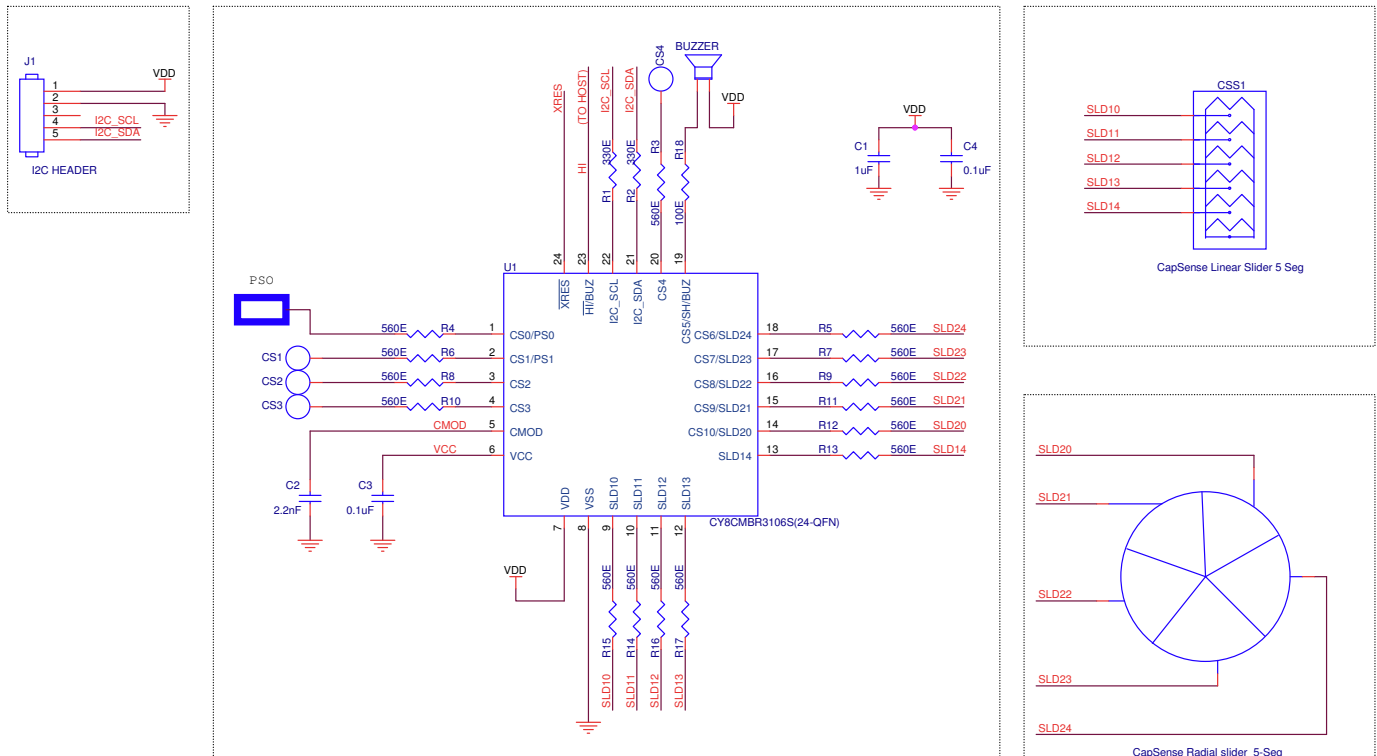 J1
VDD
1
2
3
4
5
I2C_SCL
I2C_SDA
I2C HEADER
XRES
HI
(TO HOST)
I2C_SCL
I2C_SDA
CS4
BUZZER
VDD
R1
330E
R2
330E
R3
560E
R18
100E
VDD
C1
1uF
C4
0.1uF
24
23
22
21
20
19
U1
XRES
HI/BUZ
I2C_SCL
I2C_SDA
CS4
CS5/SH/BUZ
PS0
560E R4 1 CS0/PS0
CS1 560E R6 2 CS1/PS1
CS2 560E R8 3 CS2
CS3 560E R10 4 CS3
CMOD 5 CMOD
VCC 6 VCC
CS6/SLD24 18 R5 560E SLD24
CS7/SLD23 17 R7 560E SLD23
CS8/SLD22 16 R9 560E SLD22
CS9/SLD21 15 R11 560E SLD21
CS10/SLD20 14 R12 560E SLD20
SLD14 13 R13 560E SLD14
C2
2.2nF
C3
0.1uF
VDD
VSS
SLD10
SLD11
SLD12
SLD13
CY8CMBR3106S(24-QFN)
7
8
9
10
11
12
VDD
560E
560E
560E
560E
R15
R14
R16
R17
SLD10
SLD11
SLD12
SLD13
CSS1
SLD10
SLD11
SLD12
SLD13
SLD14
CapSense Linear Slider 5 Seg
SLD20
SLD21
SLD22
SLD23
SLD24
CapSense Radial slider 5-Seg